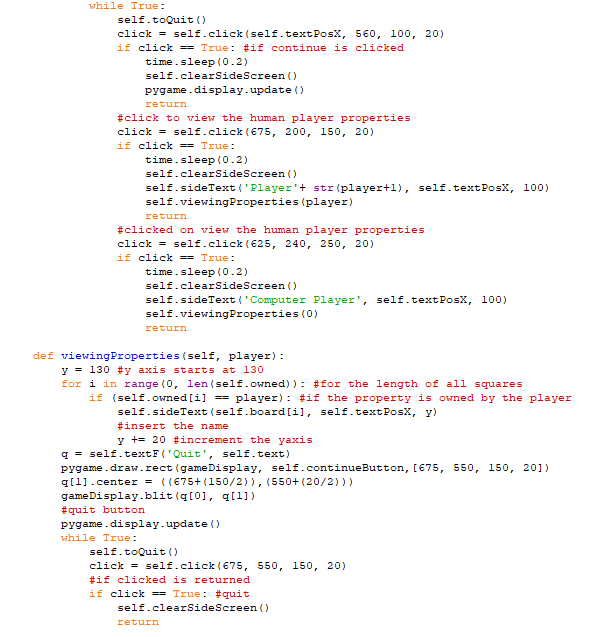 while True:
self.toQuit()
click = self.click(self.textPosX, 560, 100, 20)
if click == True: #if continue is clicked
time.sleep(0.2)
self.clearSideScreen()
pygame.display.update()
return
#click to view the human player properties
click = self.click(675, 200, 150, 20)
if click == True:
time.sleep(0.2)
self.clearSideScreen()
self.sideText('Player'+ str(player+1), self.textPosX, 100)
self.viewingProperties(player)
return
#clicked on view the human player properties
click = self.click(625, 240, 250, 20)
if click == True:
time.sleep(0.2)
self.clearSideScreen()
self.sideText('Computer Player', self.textPosX, 100)
self.viewingProperties(0)
return
def viewingProperties(self, player):
y = 130 #y axis starts at 130
for i in range(0, len(self.owned)): #for the length of all squares
if (self.owned[i] == player): #if the property is owned by the player
self.sideText(self.board[i], self.textPosX, y)
#insert the name
y += 20 #increment the yaxis
q = self.textF('Quit', self.text)
pygame.draw.rect(gameDisplay, self.continueButton,[675, 550, 150, 20])
q[1].center = ((675+(150/2)),(550+(20/2)))
gameDisplay.blit(q[0], q[1])
#quit button
pygame.display.update()
while True:
self.toQuit()
click = self.click(675, 550, 150, 20)
#if clicked is returned
if click == True: #quit
self.clearSideScreen()
return